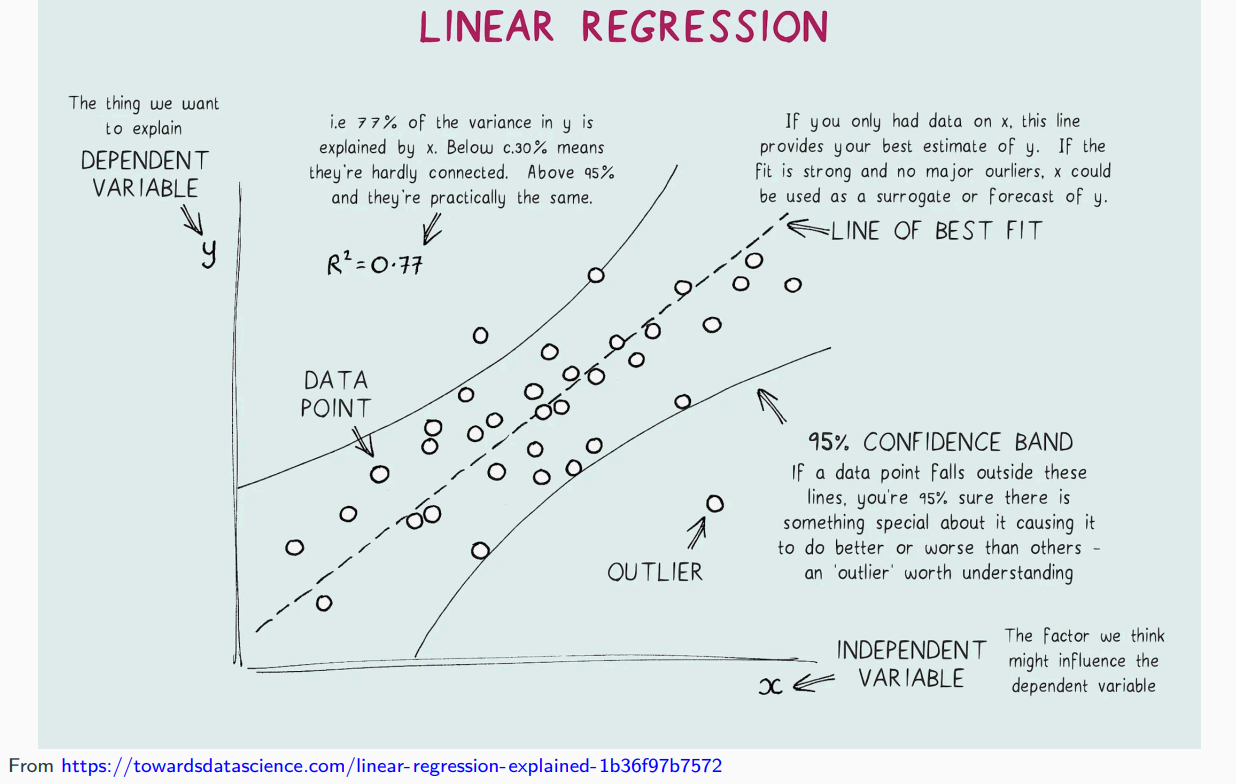 LINEAR REGRESSION
The thing we want
to explain
DEPENDENT
VARIABLE
y
i.e 77% of the variance in y is
explained by x. Below c.30% means
they're hardly connected. Above 95%
and they're practically the same.
R²=0.77
If you only had data on x, this line
provides your best estimate of y. If the
fit is strong and no major ourliers, x could
be used as a surrogate or forecast of y.
LINE OF BEST FIT
DATA
POINT
95% CONFIDENCE BAND
If a data point falls outside these
lines, you're 95% sure there is
something special about it causing it
to do better or worse than others -
an 'outlier' worth understanding
OUTLIER
INDEPENDENT
VARIABLE
x
The factor we think
might influence the
dependent variable
From https://towardsdatascience.com/linear-regression-explained-1b36f97b7572